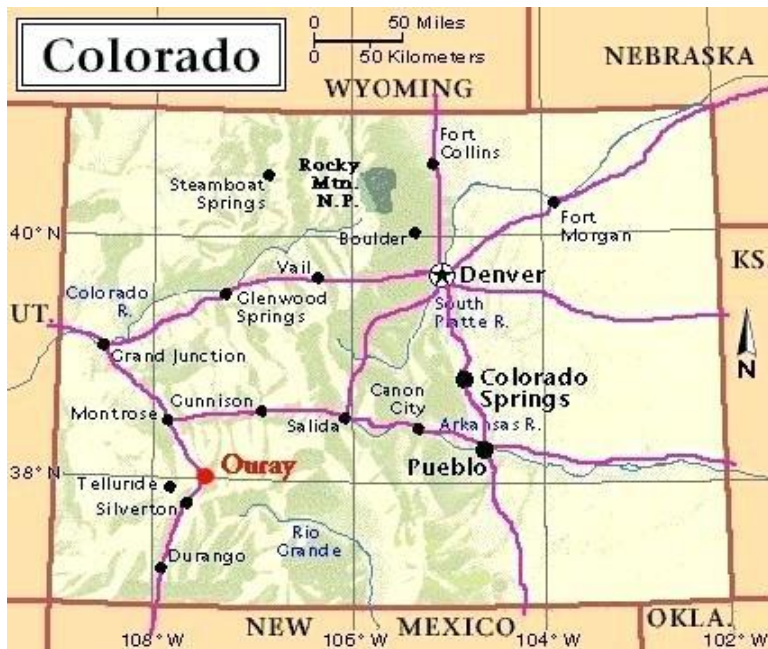 Colorado
0 50 Miles
0 50 Kilometers
WYOMING
NEBRASKA
Fort
Collins
Rocky
Mtn.
N.P.
Steamboat
Springs
40° N
Boulder
Fort
Morgan
KS
Vail
Denver
Colorado
R.
Glenwood
Springs
South
Platte R.
UT.
Grand Junction
N
Colorado
Springs
Gunnison
Canon
City
Montrose
Salida
Arkansas R.
Pueblo
Ouray
38° N
Telluride
Silverton
Rio
Grande
Durango
NEW MEXICO
OKLA.
108° W
106° W
104° W
102° W